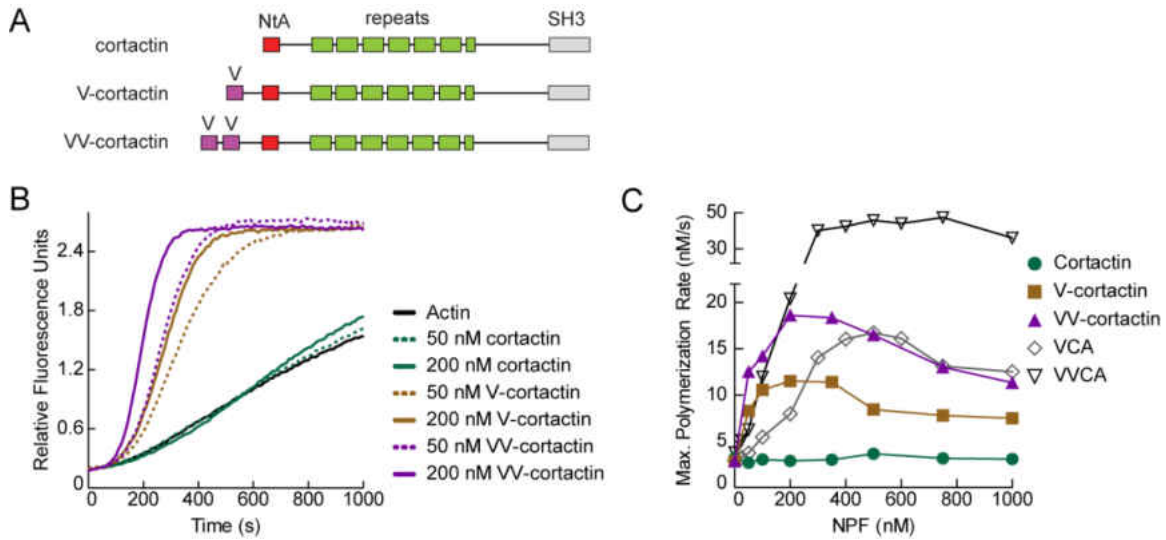 A
NtA repeats SH3
cortactin
V
V-cortactin
V V
VV-cortactin
B
Relative Fluorescence Units
2.4
1.8
1.2
0.6
0
0 200 400 600 800 1000
Time (s)
Actin
50 nM cortactin
200 nM cortactin
50 nM V-cortactin
200 nM V-cortactin
50 nM VV-cortactin
200 nM VV-cortactin
C
Max. Polymerization Rate (nM/s)
50
30
20
15
10
5
0
0 200 400 600 800 1000
NPF (nM)
Cortactin
V-cortactin
VV-cortactin
VCA
VVCA